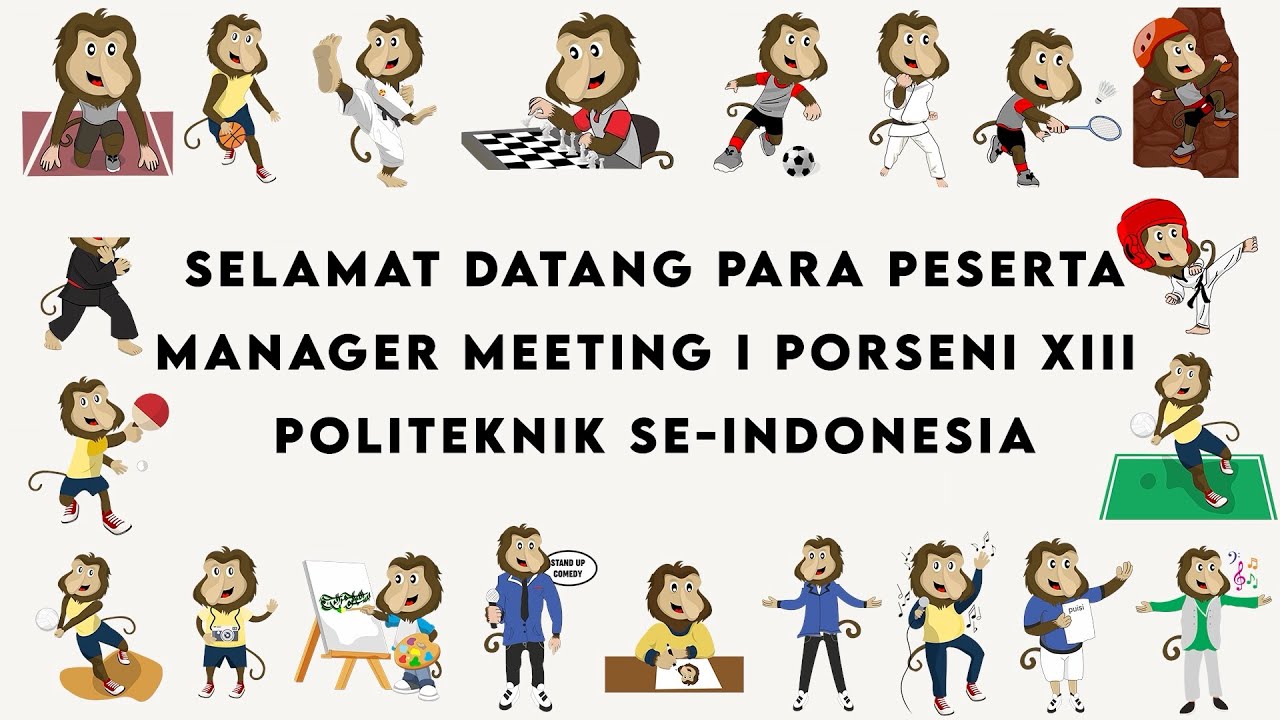 SELAMAT DATANG PARA PESERTA
MANAGER MEETING I PORSENI XIII
POLITEKNIK SE-INDONESIA
STAND UP
COMEDY
puisi